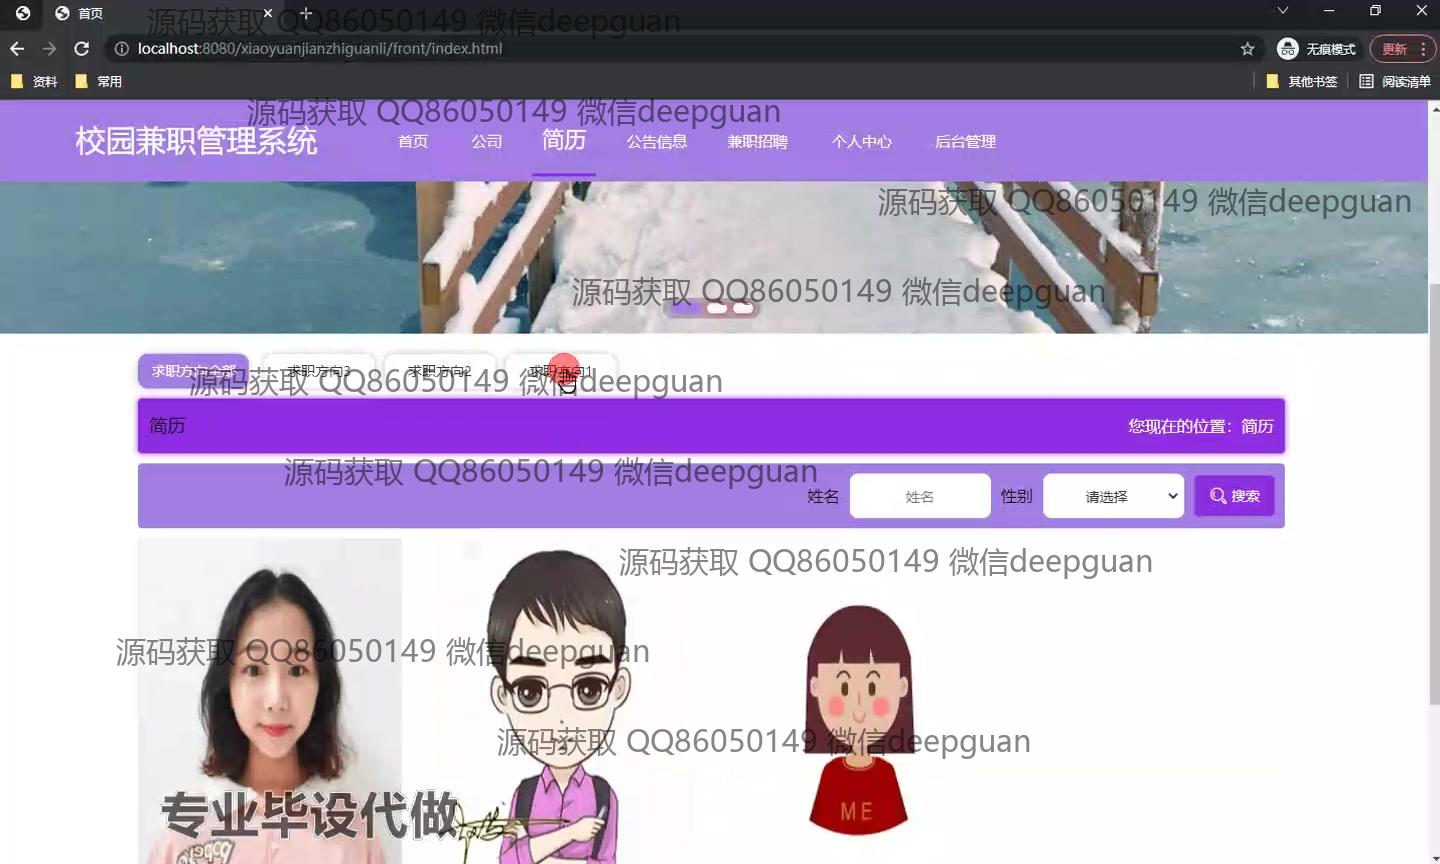 首页
源码获取 QQ86050149 微信deepguan
localhost:8080/xiaoyuanjianzhiguanli/front/index.html
无痕模式
更新
资料
常用
其他书签
阅读清单
源码获取 QQ86050149 微信deepguan
校园兼职管理系统
首页
公司
简历
公告信息
兼职招聘
个人中心
后台管理
源码获取 QQ86050149 微信deepguan
源码获取 QQ86050149 微信deepguan
求职方向全部
求职方向3
求职方向2
求职方向1
源码获取 QQ86050149 微信deepguan
简历
您现在的位置：简历
源码获取 QQ86050149 微信deepguan
姓名
姓名
性别
请选择
搜索
源码获取 QQ86050149 微信deepguan
源码获取 QQ86050149 微信deepguan
源码获取 QQ86050149 微信deepguan
专业毕设代做
ME